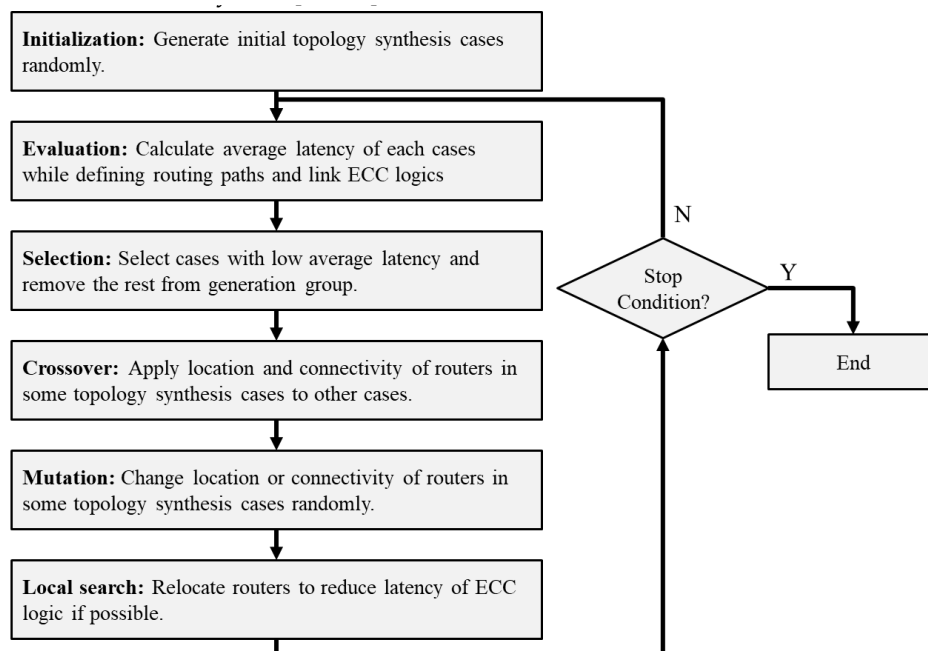 Initialization: Generate initial topology synthesis cases
randomly.
Evaluation: Calculate average latency of each cases
while defining routing paths and link ECC logics
Selection: Select cases with low average latency and
remove the rest from generation group.
Crossover: Apply location and connectivity of routers in
some topology synthesis cases to other cases.
Mutation: Change location or connectivity of routers in
some topology synthesis cases randomly.
Local search: Relocate routers to reduce latency of ECC
logic if possible.
N
Stop
Condition?
Y
End